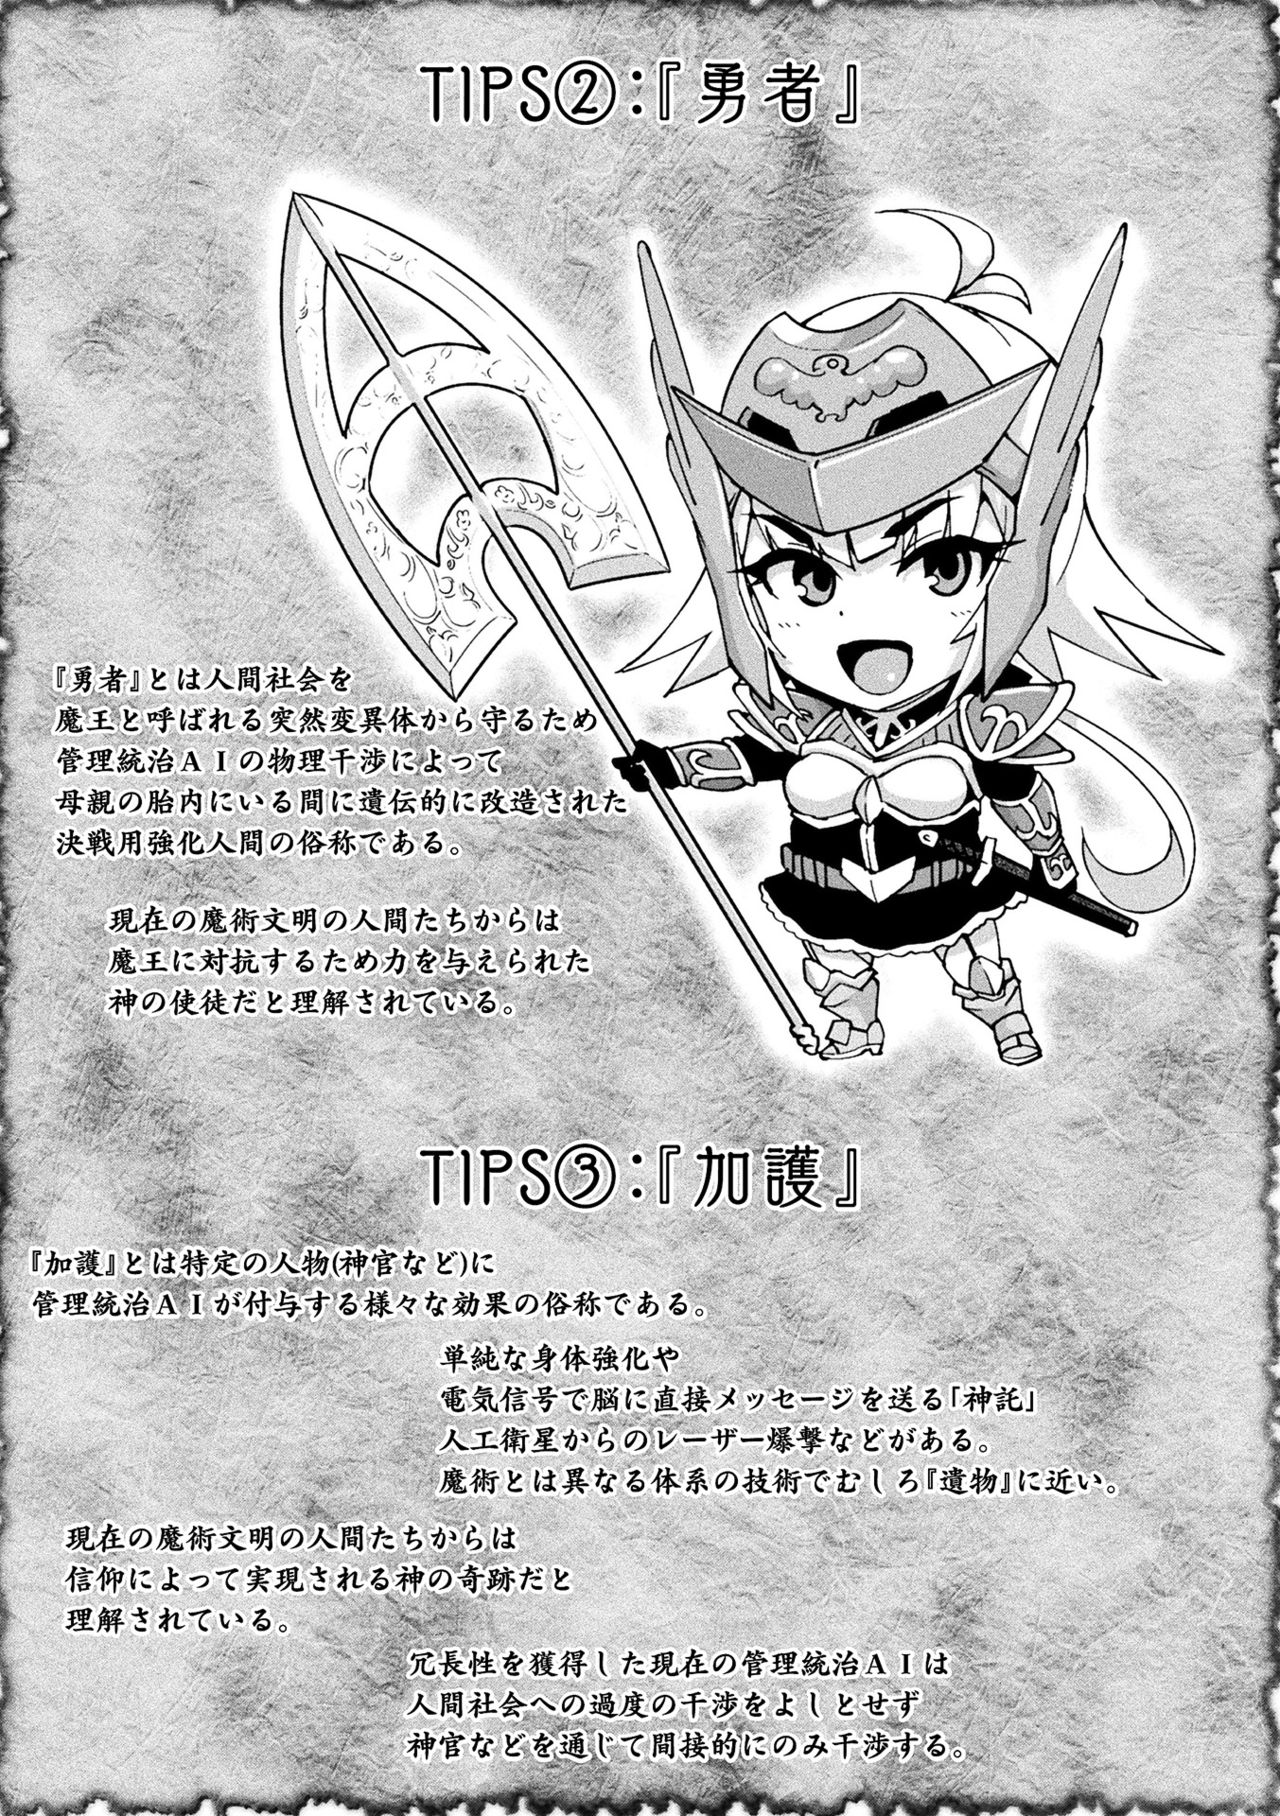 TIPS②:『勇者』
『勇者』とは人間社会を
魔王と呼ばれる突然変異体から守るため
管理統治ＡＩの物理干渉によって
母親の胎内にいる間に遺伝的に改造された
決戦用強化人間の俗称である。
現在の魔術文明の人間たちからは
魔王に対抗するため力を与えられた
神の使徒だと理解されている。
TIPS③:『加護』
『加護』とは特定の人物(神官など)に
管理統治ＡＩが付与する様々な効果の俗称である。
単純な身体強化や
電気信号で脳に直接メッセージを送る「神託」
人工衛星からのレーザー爆撃などがある。
魔術とは異なる体系の技術でむしろ『遺物』に近い。
現在の魔術文明の人間たちからは
信仰によって実現される神の奇跡だと
理解されている。
冗長性を獲得した現在の管理統治ＡＩは
人間社会への過度の干渉をよしとせず
神官などを通じて間接的にのみ干渉する。